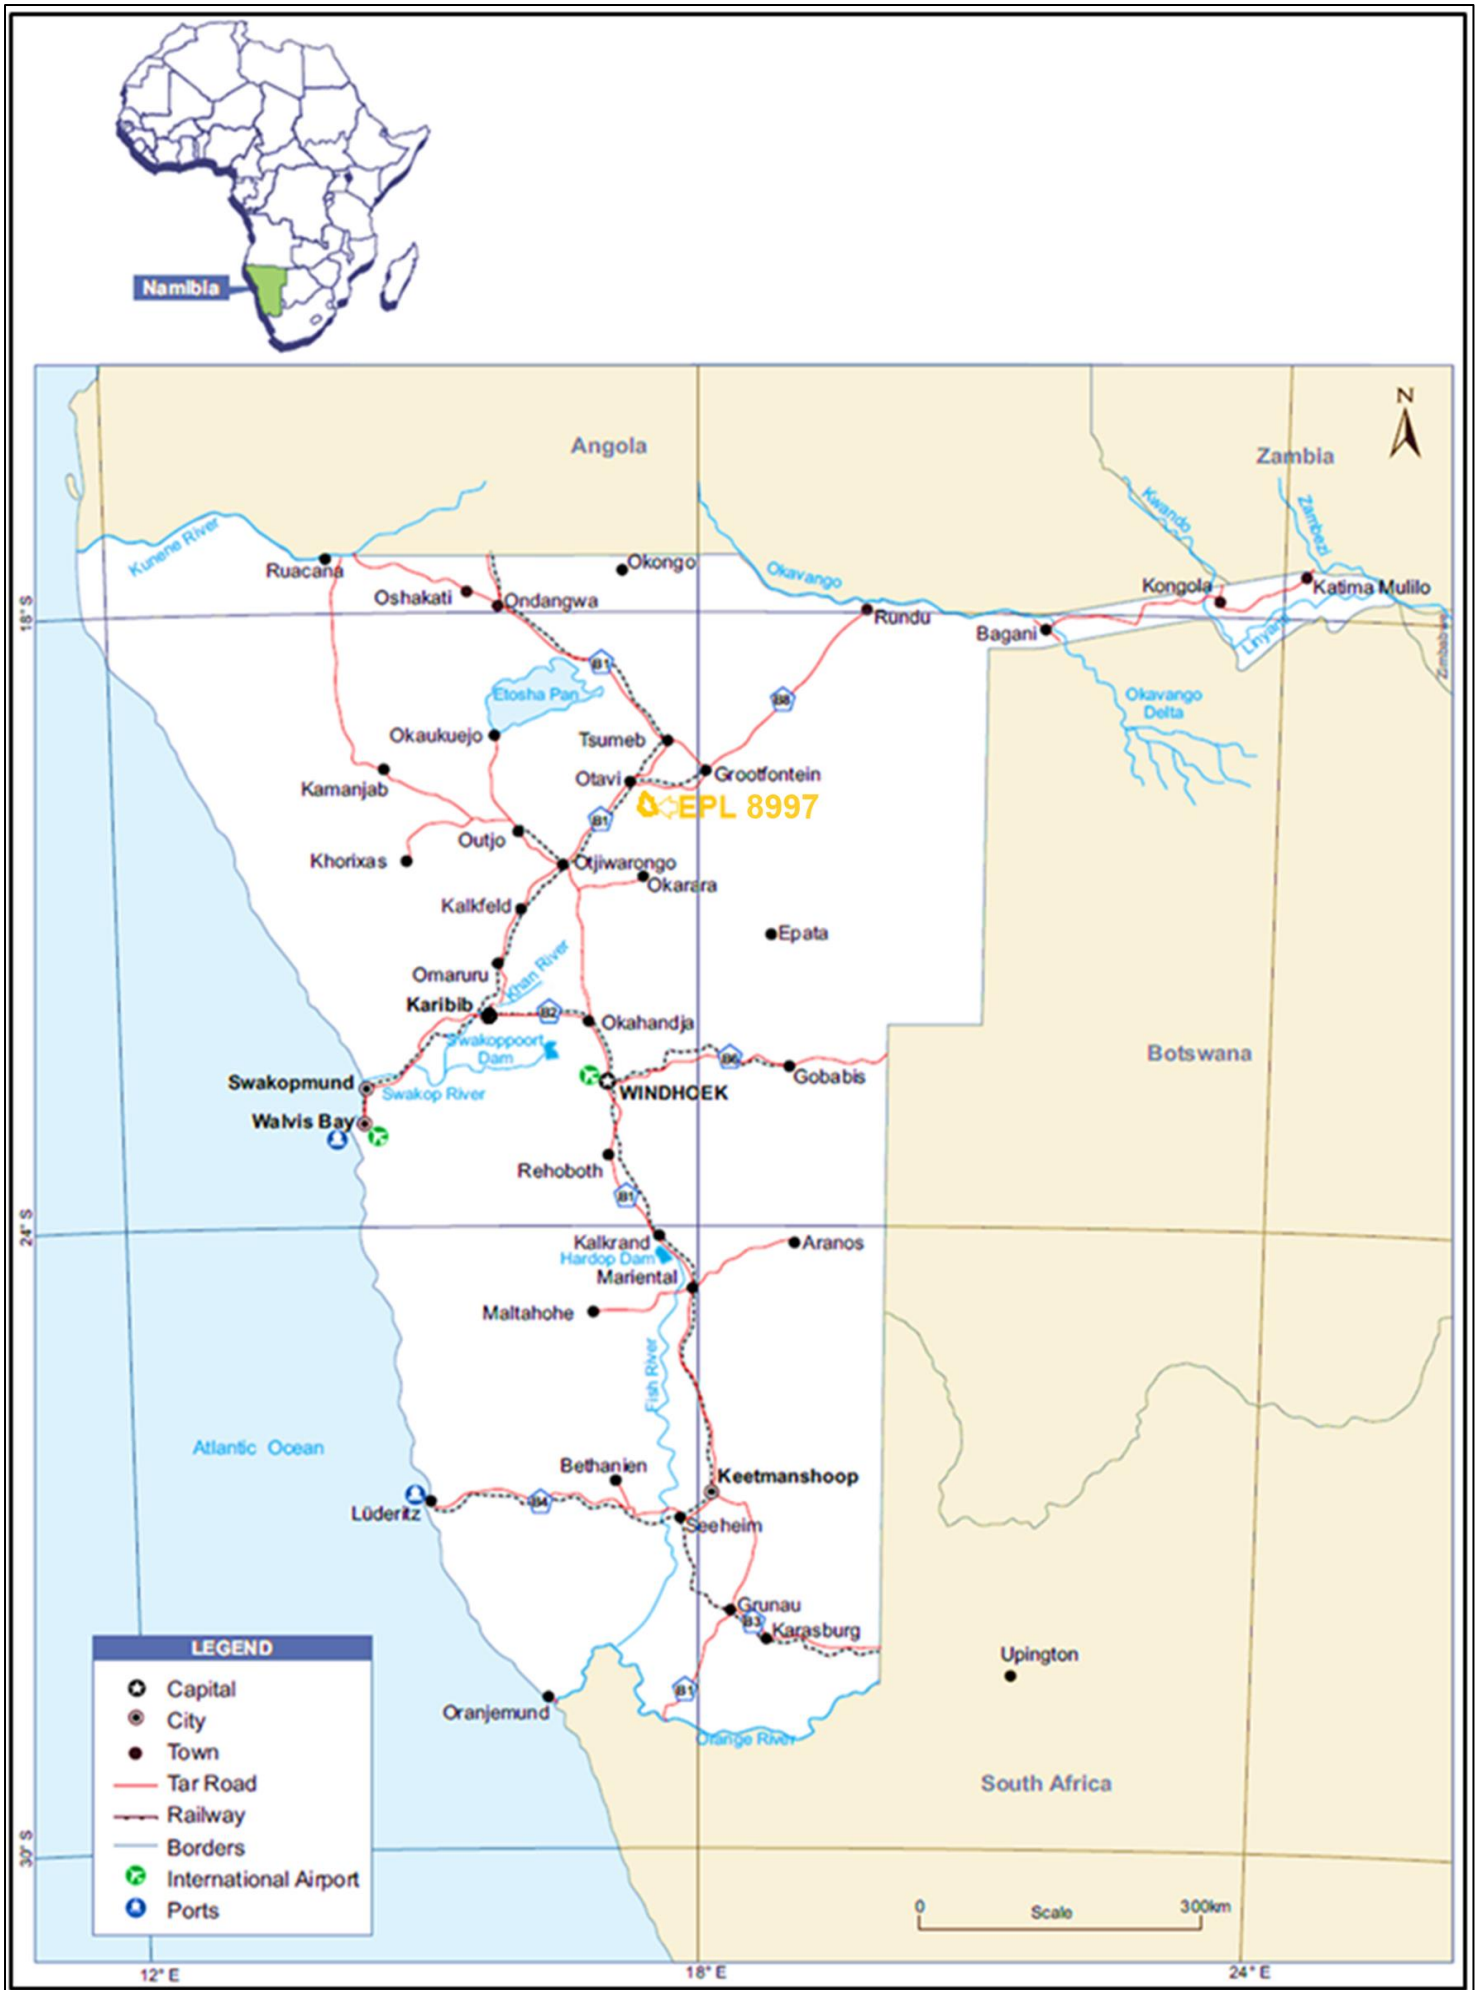 Namibia
N
Angola
Zambia
Kwando
Zambezi
Kunene River
Ruacana
Okongo
Okavango
Oshakati
Ondangwa
Kongola
Katima Mulilo
18° S
Rundu
Bagani
Linyanti
Zimbabwe
B1
Etosha Pan
B8
Okavango
Delta
Okaukuejo
Tsumeb
Otavi
Grootfontein
Kamanjab
EPL 8997
B1
Outjo
Khorixas
Otjiwarongo
Okarara
Kalkfeld
Epata
Omaruru
Khan River
Karibib
B2
Okahandja
Swakoppoort
Dam
B6
Botswana
Gobabis
Swakopmund
Swakop River
WINDHOEK
Walvis Bay
Rehoboth
B1
24° S
Kalkrand
Aranos
Hardop Dam
Mariental
Maltahohe
Fish River
Atlantic Ocean
Bethanien
Keetmanshoop
B4
Lüderitz
Seeheim
Grunau
B3
Karasburg
Upington
B1
Oranjemund
Orange River
South Africa
LEGEND
Capital
City
Town
Tar Road
Railway
Borders
International Airport
Ports
30° S
0
Scale
300km
12° E
18° E
24° E